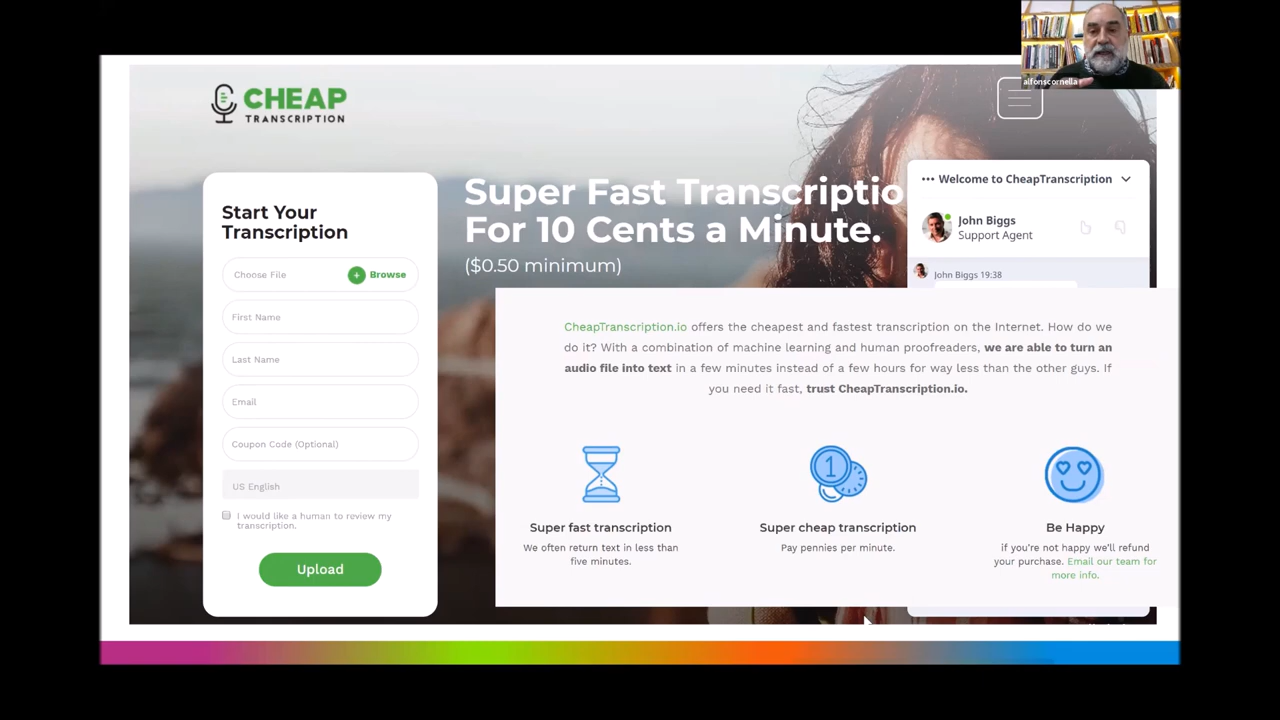 alfonscornella
CHEAP
TRANSCRIPTION
Start Your
Transcription
Choose File
+ Browse
First Name
Last Name
Email
Coupon Code (Optional)
US English
I would like a human to review my
transcription.
Upload
Super Fast Transcriptio
For 10 Cents a Minute.
($0.50 minimum)
••• Welcome to CheapTranscription
John Biggs
Support Agent
John Biggs 19:38
CheapTranscription.io offers the cheapest and fastest transcription on the Internet. How do we
do it? With a combination of machine learning and human proofreaders, we are able to turn an
audio file into text in a few minutes instead of a few hours for way less than the other guys. If
you need it fast, trust CheapTranscription.io.
1
Super fast transcription
We often return text in less than
five minutes.
Super cheap transcription
Pay pennies per minute.
Be Happy
if you're not happy we'll refund
your purchase. Email our team for
more info.